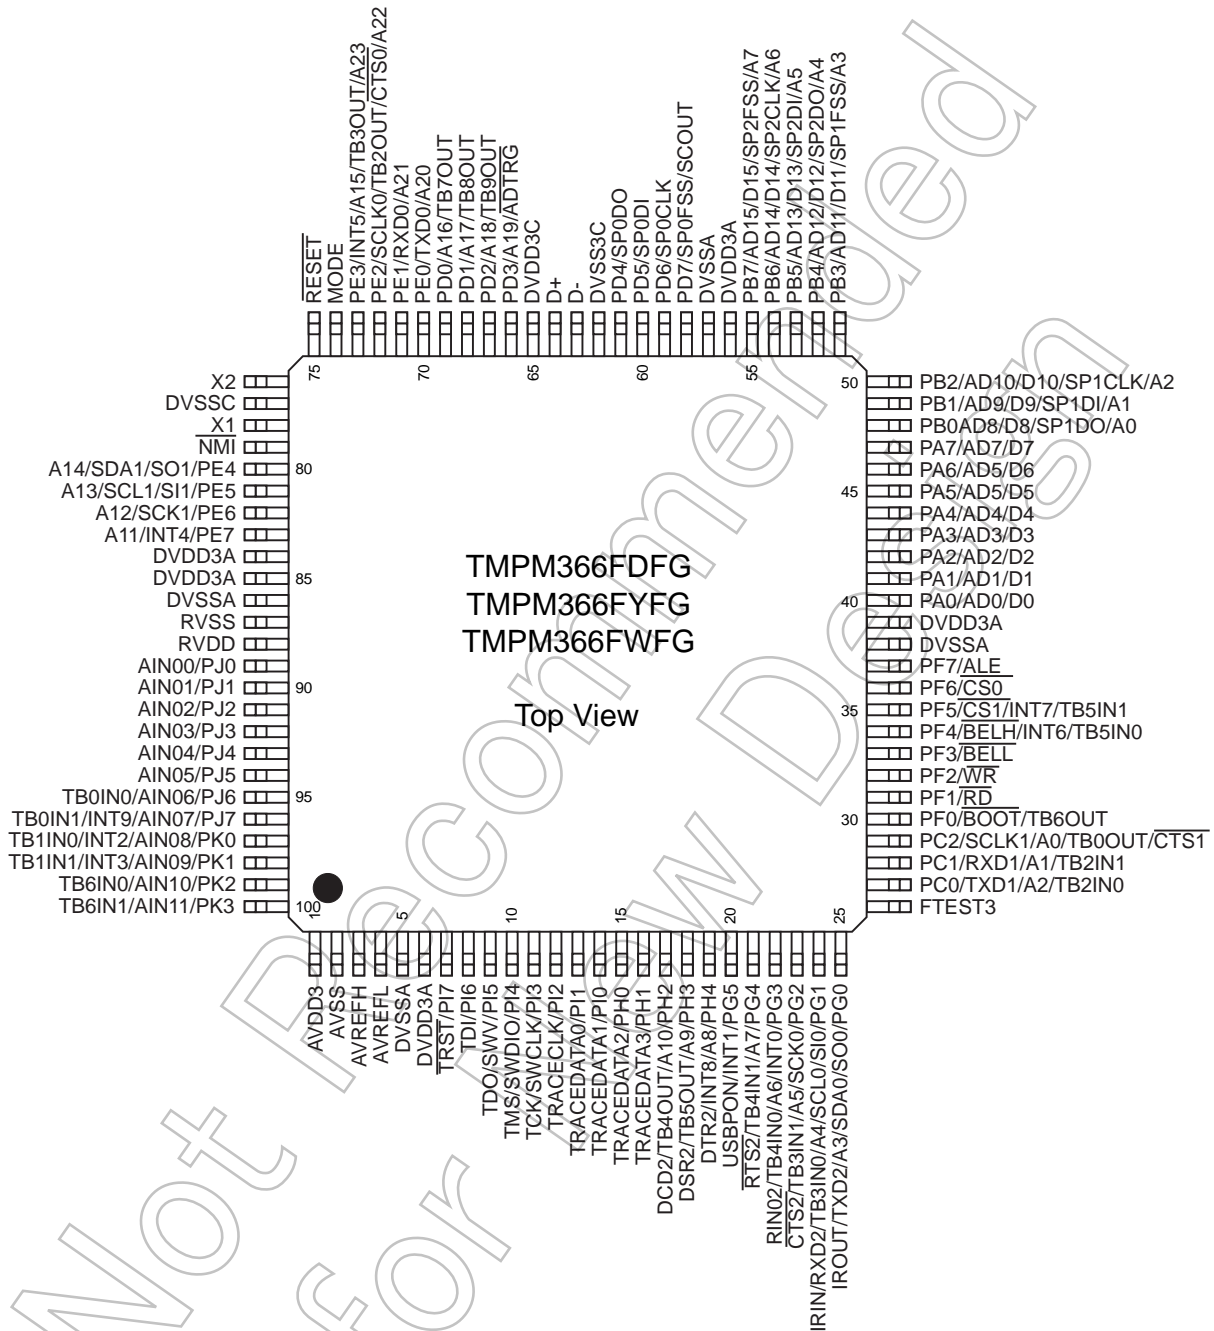 RESET
MODE
PE3/INT5/A15/TB3OUT/A23
PE2/SCLK0/TB2OUT/CTS0/A22
PE1/RXD0/A21
PE0/TXD0/A20
PD0/A16/TB7OUT
PD1/A17/TB8OUT
PD2/A18/TB9OUT
PD3/A19/ADTRG
DVDD3C
D+
D-
DVSS3C
PD4/SP0DO
PD5/SP0DI
PD6/SP0CLK
PD7/SP0FSS/SCOUT
DVSSA
DVDD3A
PB7/AD15/D15/SP2FSS/A7
PB6/AD14/D14/SP2CLK/A6
PB5/AD13/D13/SP2DI/A5
PB4/AD12/D12/SP2DO/A4
PB3/AD11/D11/SP1FSS/A3
75
70
65
60
55
X2
DVSSC
X1
NMI
A14/SDA1/SO1/PE4
80
A13/SCL1/SI1/PE5
A12/SCK1/PE6
A11/INT4/PE7
DVDD3A
DVDD3A
85
DVSSA
RVSS
RVDD
AIN00/PJ0
AIN01/PJ1
90
AIN02/PJ2
AIN03/PJ3
AIN04/PJ4
AIN05/PJ5
TB0IN0/AIN06/PJ6
95
TB0IN1/INT9/AIN07/PJ7
TB1IN0/INT2/AIN08/PK0
TB1IN1/INT3/AIN09/PK1
TB6IN0/AIN10/PK2
TB6IN1/AIN11/PK3
100
TMPM366FDFG
TMPM366FYFG
TMPM366FWFG
Top View
50
PB2/AD10/D10/SP1CLK/A2
PB1/AD9/D9/SP1DI/A1
PB0AD8/D8/SP1DO/A0
PA7/AD7/D7
PA6/AD5/D6
45
PA5/AD5/D5
PA4/AD4/D4
PA3/AD3/D3
PA2/AD2/D2
PA1/AD1/D1
40
PA0/AD0/D0
DVDD3A
DVSSA
PF7/ALE
PF6/CS0
35
PF5/CS1/INT7/TB5IN1
PF4/BELH/INT6/TB5IN0
PF3/BELL
PF2/WR
PF1/RD
30
PF0/BOOT/TB6OUT
PC2/SCLK1/A0/TB0OUT/CTS1
PC1/RXD1/A1/TB2IN1
PC0/TXD1/A2/TB2IN0
FTEST3
1
5
10
15
20
25
AVDD3
AVSS
AVREFH
AVREFL
DVSSA
DVDD3A
TRST/PI7
TDI/PI6
TDO/SWV/PI5
TMS/SWDIO/PI4
TCK/SWCLK/PI3
TRACECLK/PI2
TRACEDATA0/PI1
TRACEDATA1/PI0
TRACEDATA2/PH0
TRACEDATA3/PH1
DCD2/TB4OUT/A10/PH2
DSR2/TB5OUT/A9/PH3
DTR2/INT8/A8/PH4
USBPON/INT1/PG5
RTS2/TB4IN1/A7/PG4
RIN02/TB4IN0/A6/INT0/PG3
CTS2/TB3IN1/A5/SCK0/PG2
IRIN/RXD2/TB3IN0/A4/SCL0/SI0/PG1
IROUT/TXD2/A3/SDA0/SO0/PG0
Not Recommended
for New Design